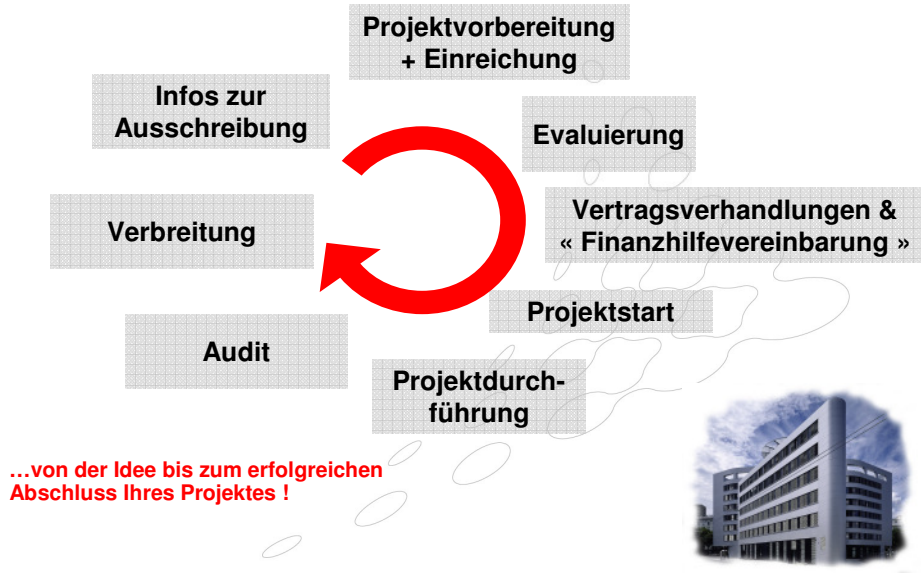 Projektvorbereitung
+ Einreichung
Infos zur
Ausschreibung
Evaluierung
Verbreitung
Vertragsverhandlungen &
« Finanzhilfevereinbarung »
Projektstart
Audit
Projektdurch-
führung
...von der Idee bis zum erfolgreichen
Abschluss Ihres Projektes !